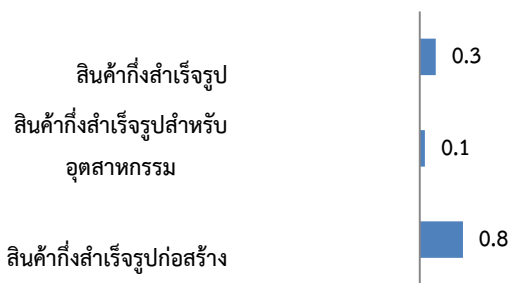 0.3
สินค้ากึ่งสำเร็จรูป
สินค้ากึ่งสำเร็จรูปสำหรับ
0.1
อุตสาหกรรม
0.8
สินค้ากึ่งสำเร็จรูปก่อสร้าง